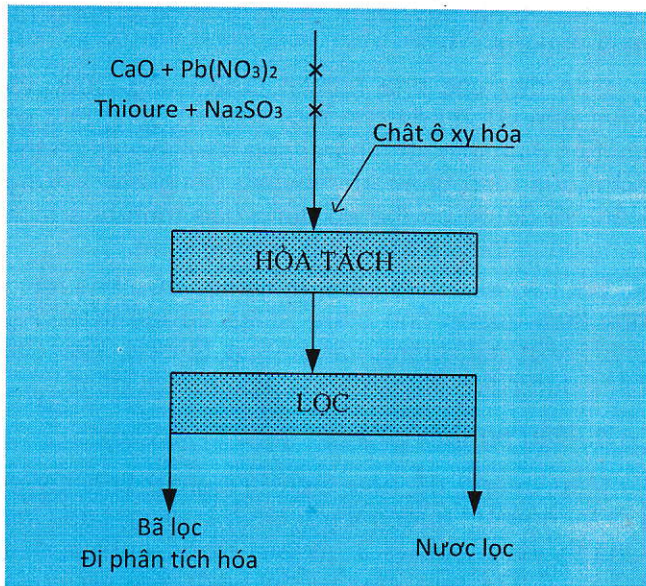 CaO + Pb(NO3)2
Thioure + Na2SO3
Chât ô xy hóa
HÒA TÁCH
LỌC
Bã lọc
Đi phân tích hóa
Nươc lọc